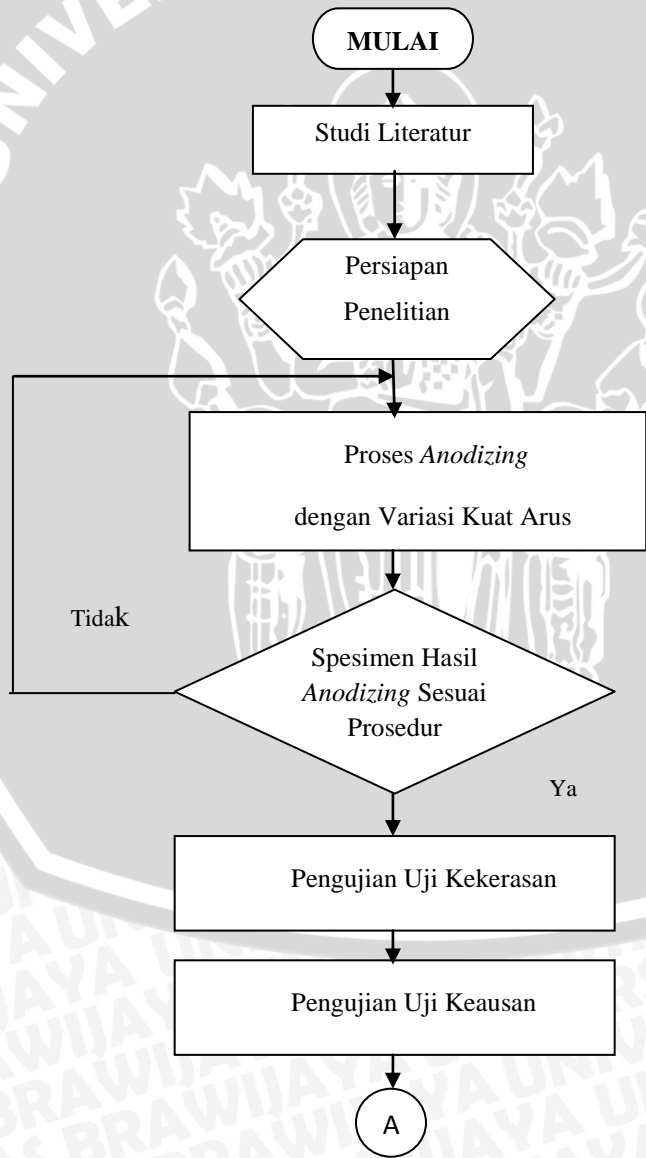 MULAI
Studi Literatur
Persiapan
Penelitian
Proses Anodizing
dengan Variasi Kuat Arus
Tidak
Spesimen Hasil
Anodizing Sesuai
Prosedur
Ya
Pengujian Uji Kekerasan
Pengujian Uji Keausan
A